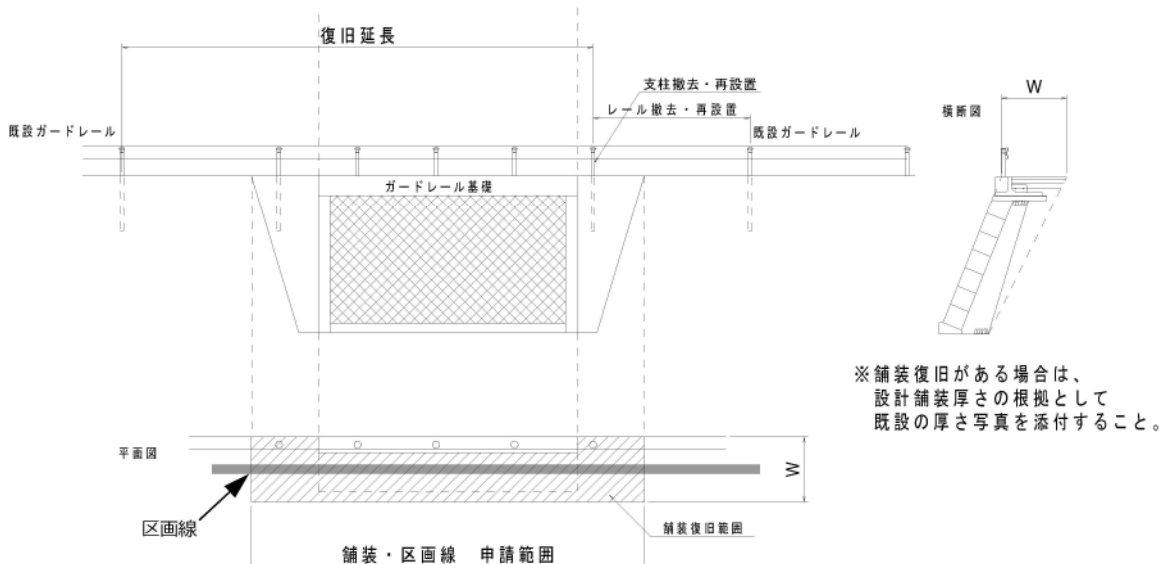 復旧延長
支柱撤去・再設置
レール撤去・再設置
既設ガードレール
既設ガードレール
ガードレール基礎
横断図
W
※舗装復旧がある場合は、
設計舗装厚さの根拠として
既設の厚さ写真を添付すること。
平面図
W
区画線
舗装復旧範囲
舗装・区画線 申請範囲